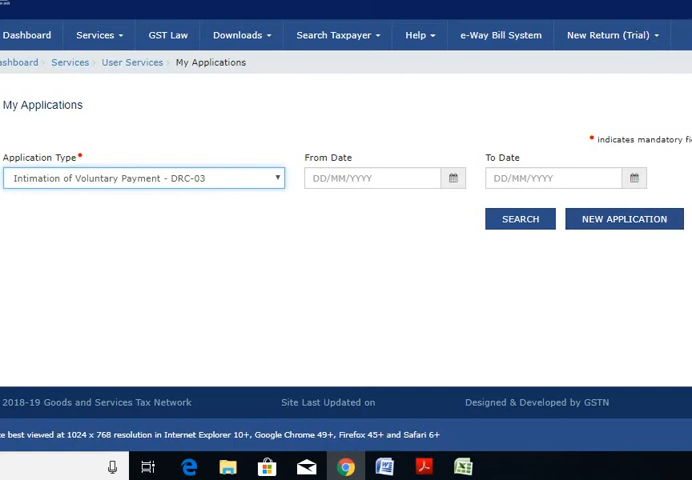 Dashboard Services GST Law Downloads Search Taxpayer Help e-Way Bill System New Return (Trial)
ashboard Services User Services My Applications
My Applications
* indicates mandatory fi
Application Type* From Date To Date
Intimation of Voluntary Payment - DRC-03 DD/MM/YYYY DD/MM/YYYY
SEARCH NEW APPLICATION
2018-19 Goods and Services Tax Network Site Last Updated on Designed & Developed by GSTN
te best viewed at 1024 x 768 resolution in Internet Explorer 10+, Google Chrome 49+, Firefox 45+ and Safari 6+